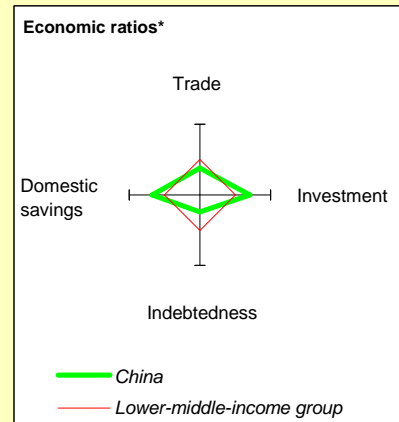 Economic ratios*
Trade
Domestic
savings
Investment
Indebtedness
China
Lower-middle-income group